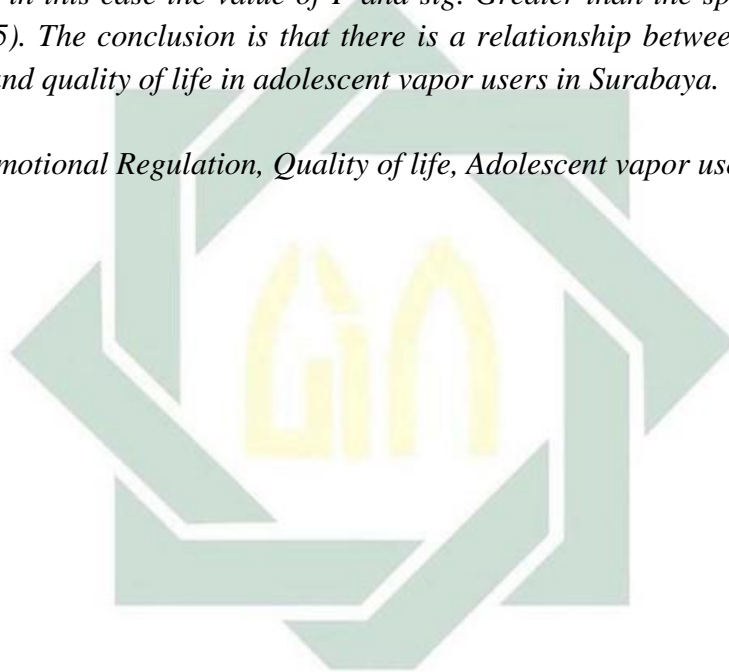 in this case the value of and sig. Greater than the sp
5). The conclusion is that there is a relationship betwee
nd quality of life in adolescent vapor users in Surabaya.
motional Regulation, Quality of life, Adolescent vapor us